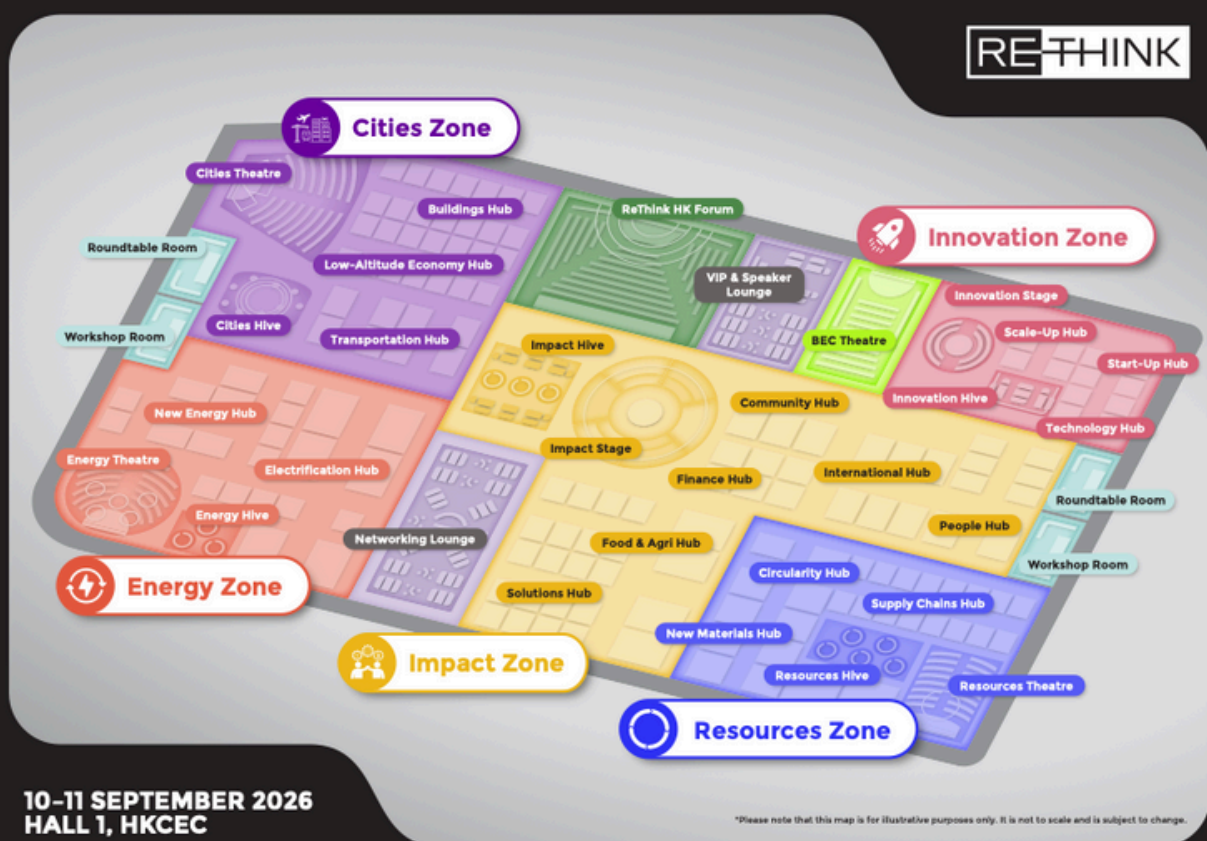 RETHINK
Cities Zone
Cities Theatre
Buildings Hub
ReThink HK Forum
Innovation Zone
Roundtable Room
Low-Altitude Economy Hub
VIP & Speaker
Lounge
Innovation Stage
Cities Hive
Workshop Room
Transportation Hub
Impact Hive
BEC Theatre
Scale-Up Hub
Start-Up Hub
New Energy Hub
Community Hub
Innovation Hive
Technology Hub
Energy Theatre
Electrification Hub
Impact Stage
Finance Hub
International Hub
Roundtable Room
Energy Hive
Networking Lounge
Food & Agri Hub
People Hub
Workshop Room
Energy Zone
Solutions Hub
Circularity Hub
Supply Chains Hub
New Materials Hub
Impact Zone
Resources Hive
Resources Theatre
Resources Zone
10-11 SEPTEMBER 2026
HALL 1, HKCEC
*Please note that this map is for illustrative purposes only. It is not to scale and is subject to change.